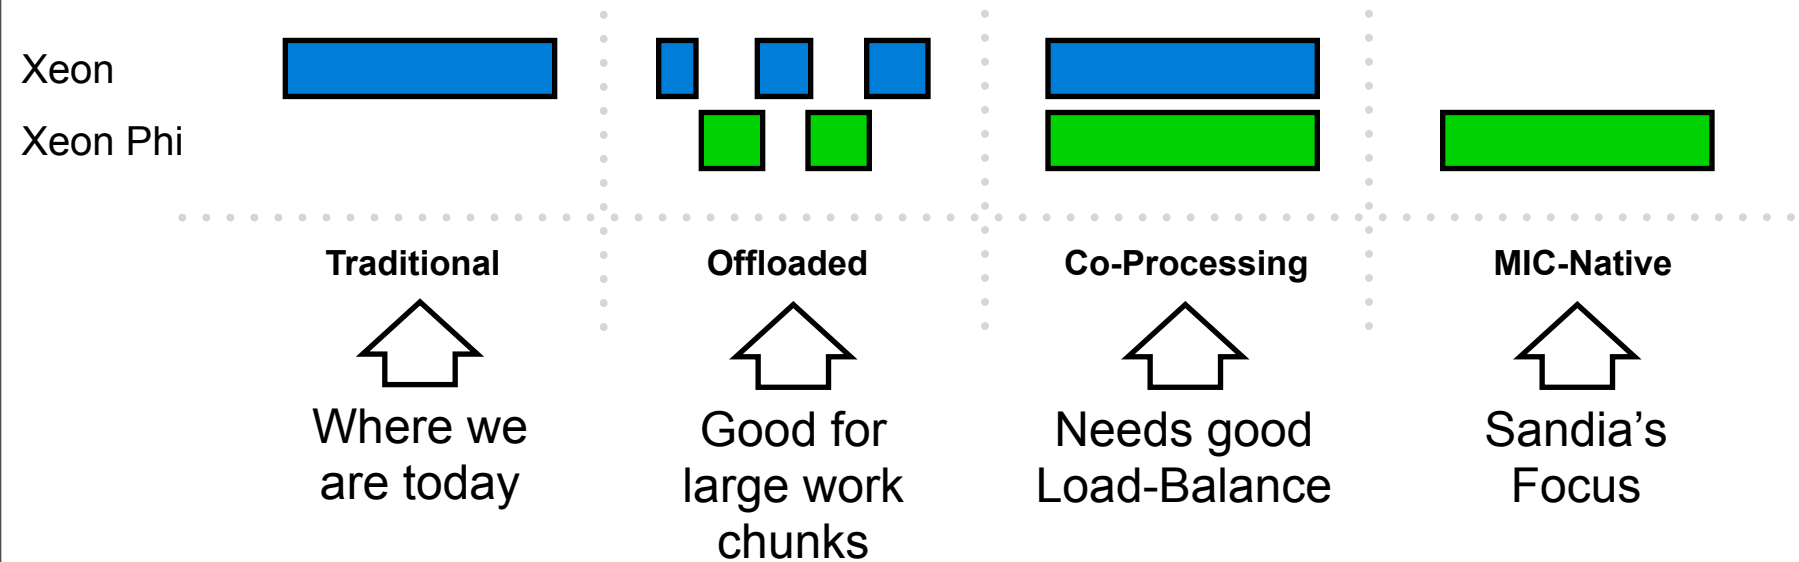 Xeon
Xeon Phi
Traditional
Offloaded
Co-Processing
MIC-Native
Where we
are today
Good for
large work
chunks
Needs good
Load-Balance
Sandia’s
Focus